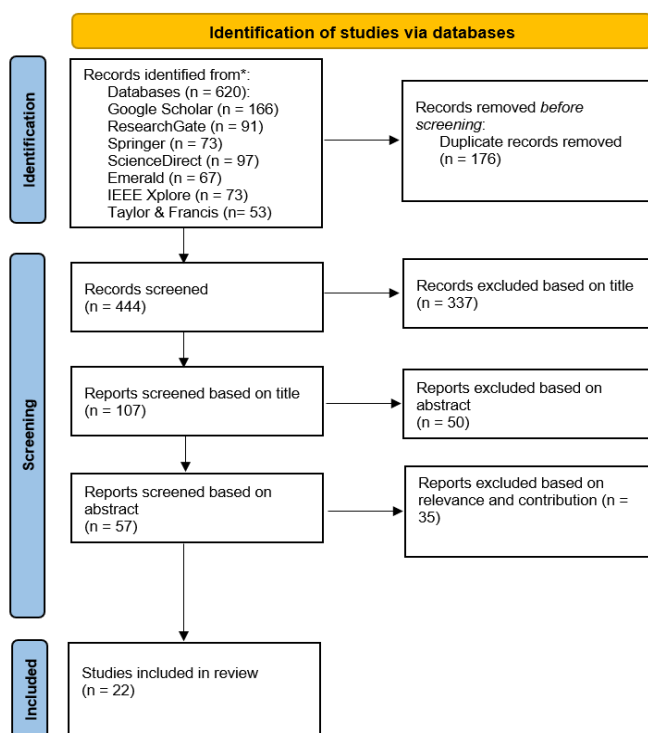 Identification of studies via databases
Identification
Records identified from*:
Databases (n = 620):
Google Scholar (n = 166)
ResearchGate (n = 91)
Springer (n = 73)
ScienceDirect (n = 97)
Emerald (n = 67)
IEEE Xplore (n = 73)
Taylor & Francis (n= 53)
Records removed before
screening:
Duplicate records removed
(n = 176)
Screening
Records screened
(n = 444)
Records excluded based on title
(n = 337)
Reports screened based on title
(n = 107)
Reports excluded based on
abstract
(n = 50)
Reports screened based on
abstract
(n = 57)
Reports excluded based on
relevance and contribution (n =
35)
Included
Studies included in review
(n = 22)